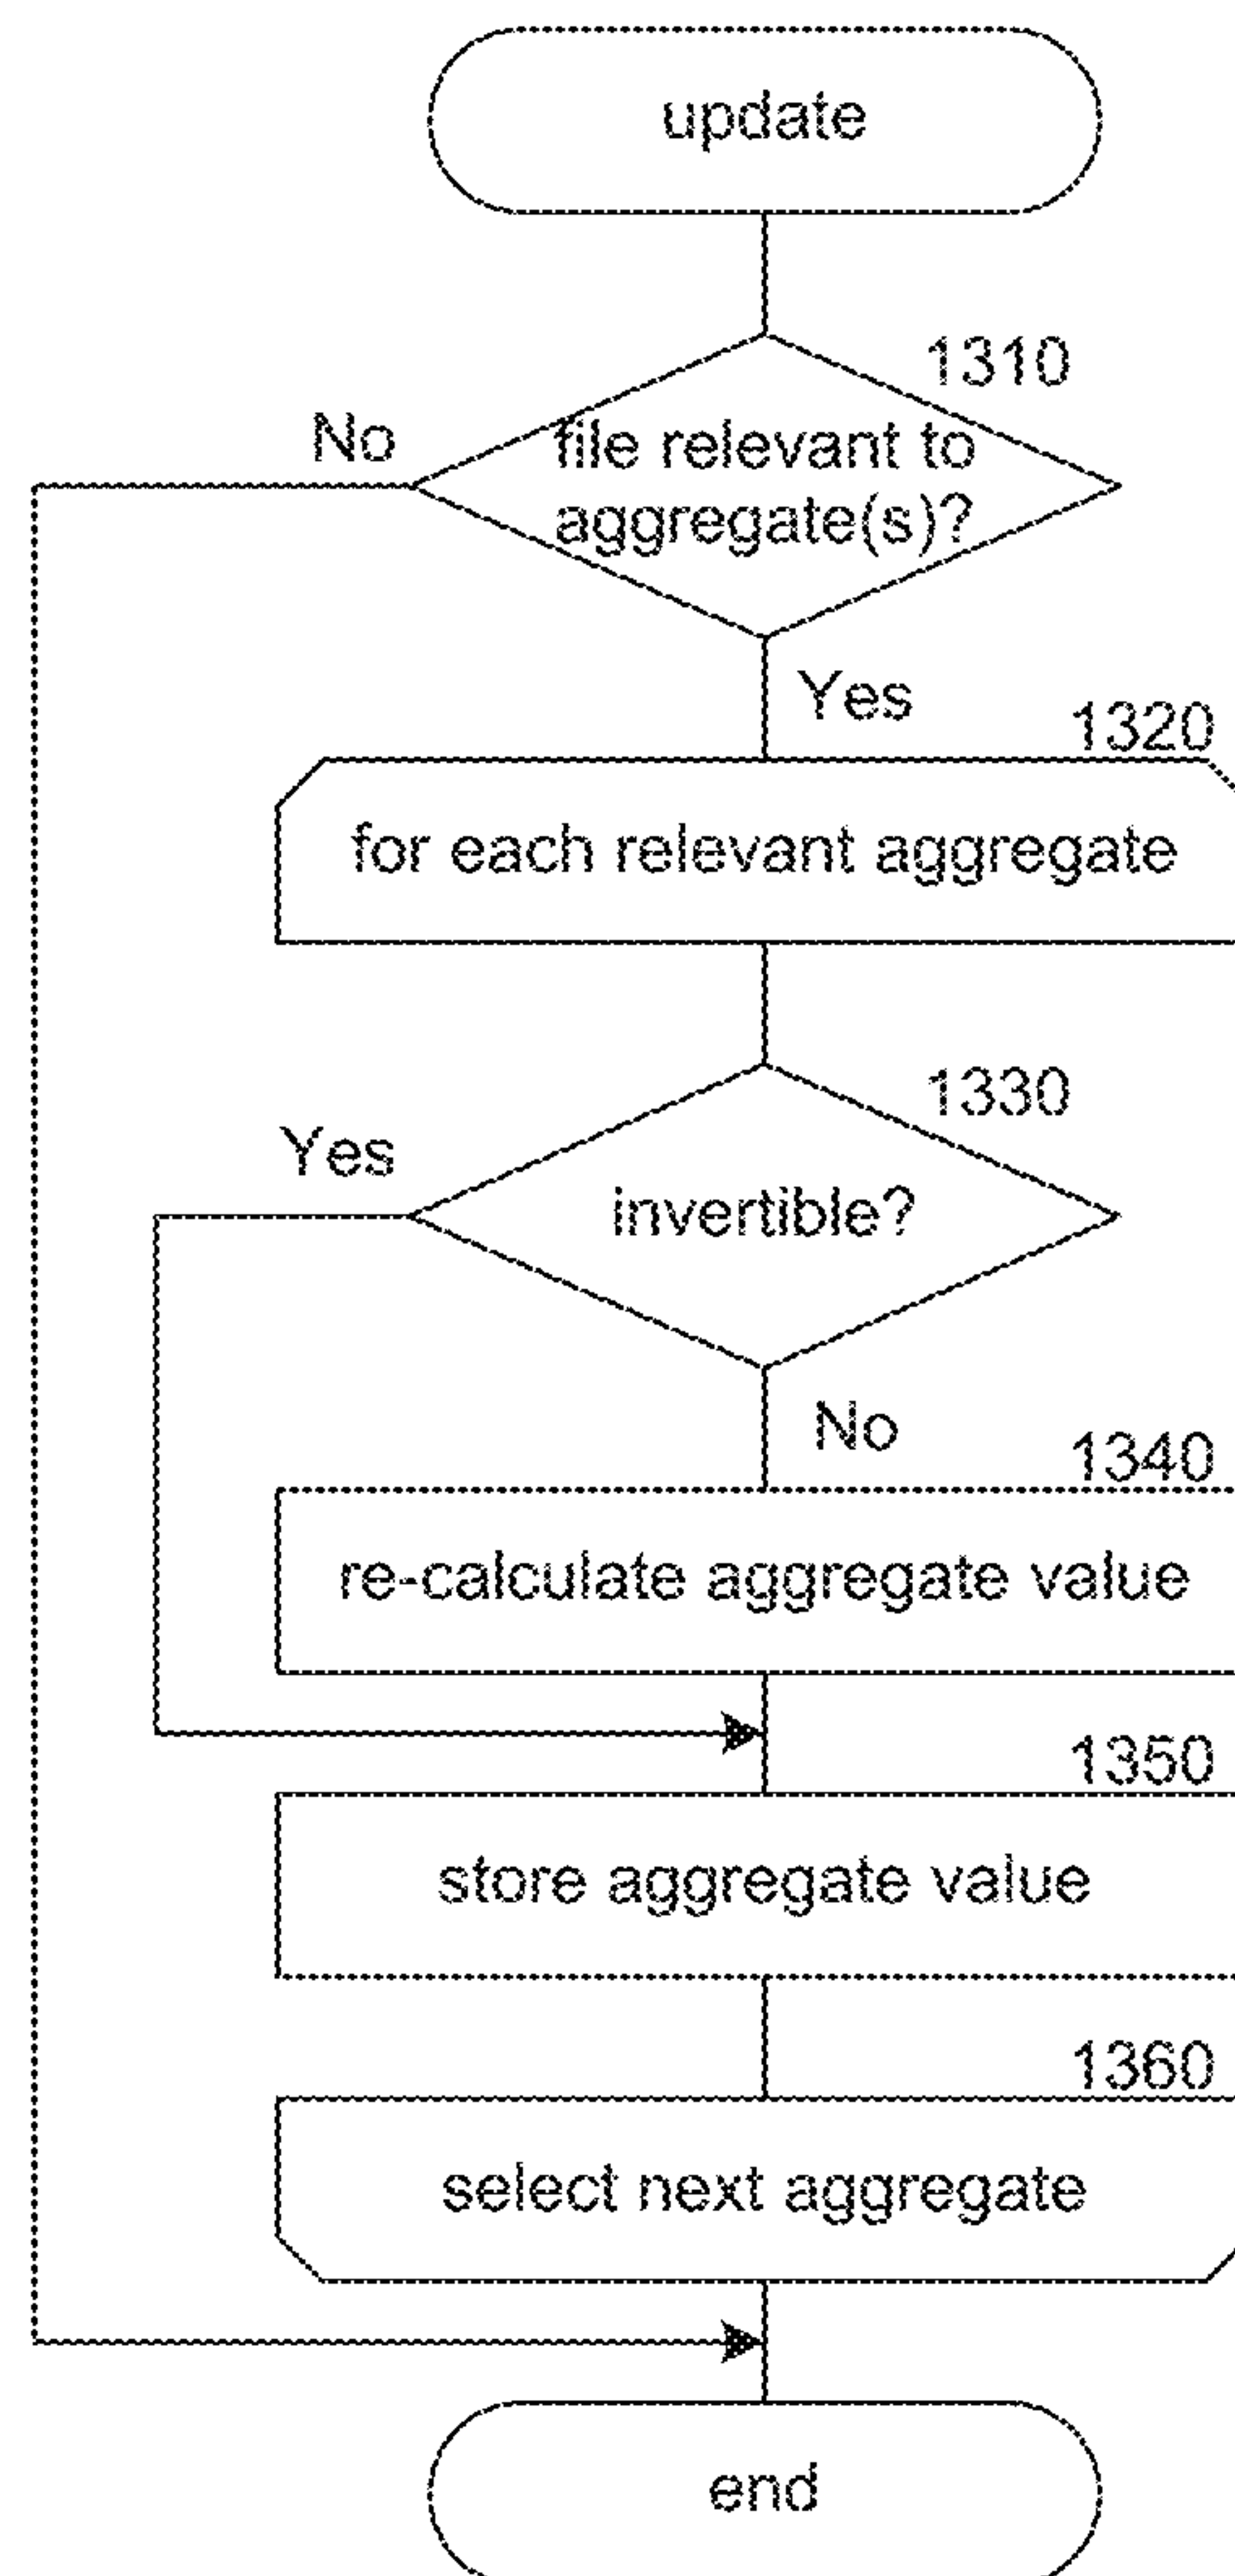 update
1310
No
file relevant to
aggregate(s)?
Yes
1320
for each relevant aggregate
1330
Yes
invertible?
No
1340
re-calculate aggregate value
1350
store aggregate value
1360
select next aggregate
end